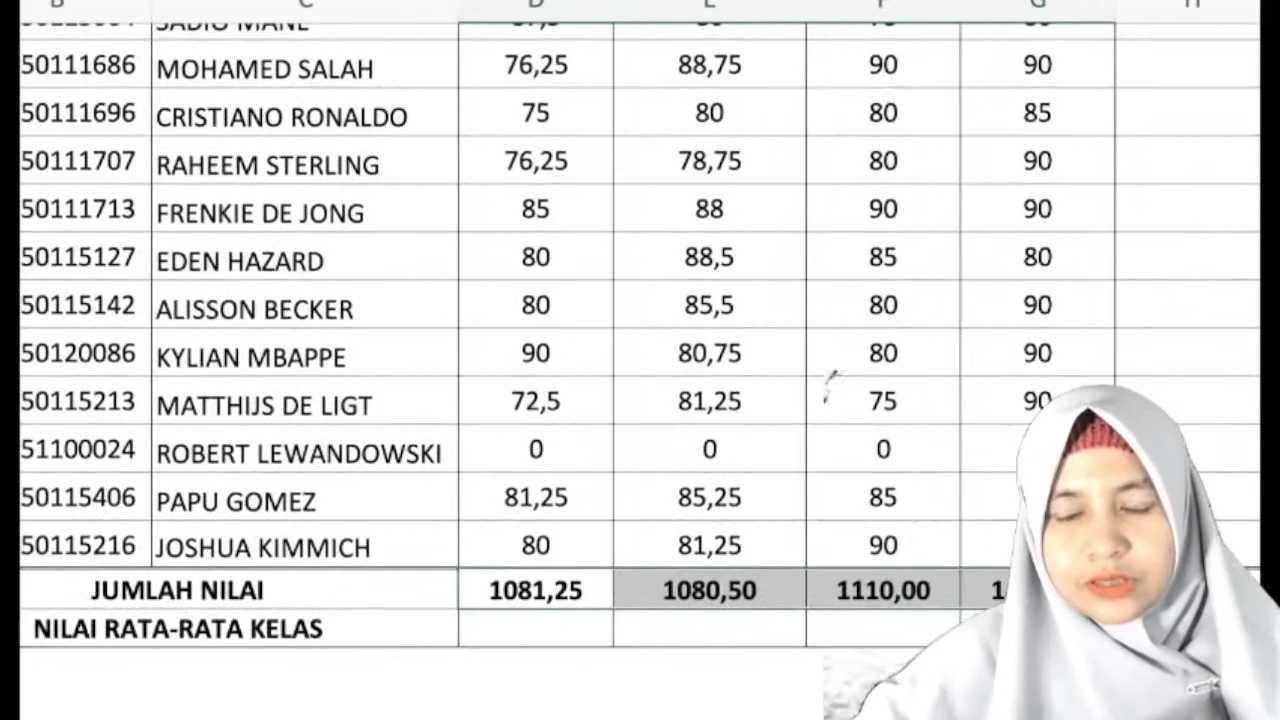 B C D E F G H
SADIO MANE
50111686 MOHAMED SALAH 76,25 88,75 90 90
50111696 CRISTIANO RONALDO 75 80 80 85
50111707 RAHEEM STERLING 76,25 78,75 80 90
50111713 FRENKIE DE JONG 85 88 90 90
50115127 EDEN HAZARD 80 88,5 85 80
50115142 ALISSON BECKER 80 85,5 80 90
50120086 KYLIAN MBAPPE 90 80,75 80 90
50115213 MATTHIJS DE LIGT 72,5 81,25 75 90
51100024 ROBERT LEWANDOWSKI 0 0 0
50115406 PAPU GOMEZ 81,25 85,25 85
50115216 JOSHUA KIMMICH 80 81,25 90
JUMLAH NILAI 1081,25 1080,50 1110,00
NILAI RATA-RATA KELAS